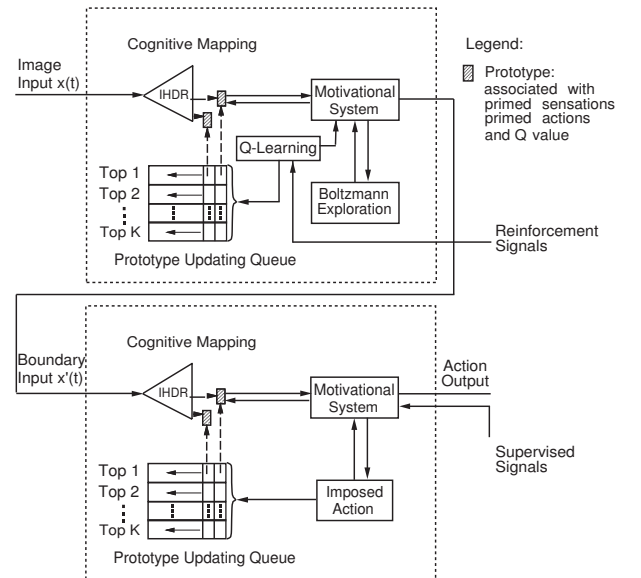 Cognitive Mapping
Legend:
Image
Input x(t)
IHDR
Motivational
System
Prototype:
associated with
primed sensations
primed actions
and Q value
Q-Learning
Top 1
Top 2
Top K
Boltzmann
Exploration
Reinforcement
Signals
Prototype Updating Queue
Cognitive Mapping
Boundary
Input x'(t)
IHDR
Motivational
System
Action
Output
Supervised
Signals
Top 1
Top 2
Top K
Imposed
Action
Prototype Updating Queue